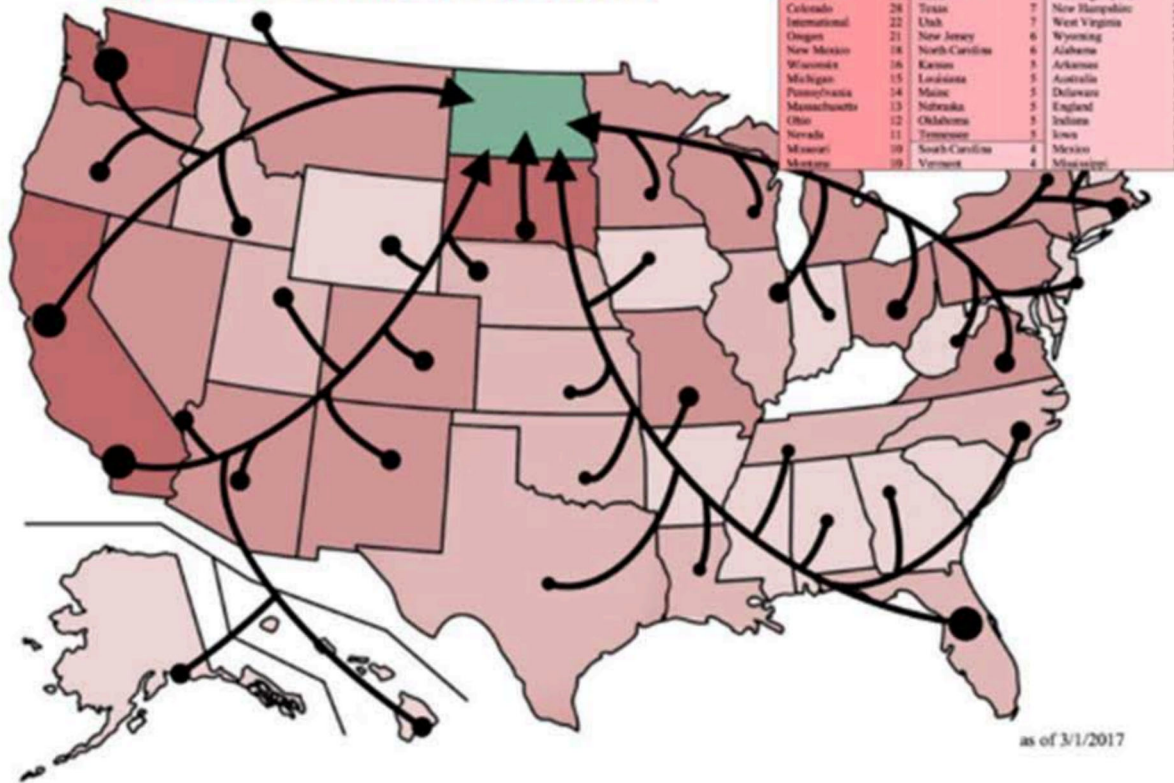 Colorado 28 Texas 7 New Hampshire
International 22 Utah 7 West Virginia
Oregon 21 New Jersey 6 Wyoming
New Mexico 18 North Carolina 6 Alabama
Wisconsin 16 Kansas 5 Arkansas
Michigan 15 Louisiana 5 Australia
Pennsylvania 14 Maine 5 Delaware
Massachusetts 13 Nebraska 5 England
Ohio 12 Oklahoma 5 Indiana
Nevada 11 Tennessee 5 Iowa
Missouri 10 South Carolina 4 Mexico
Montana 10 Vermont 4 Mississippi
as of 3/1/2017